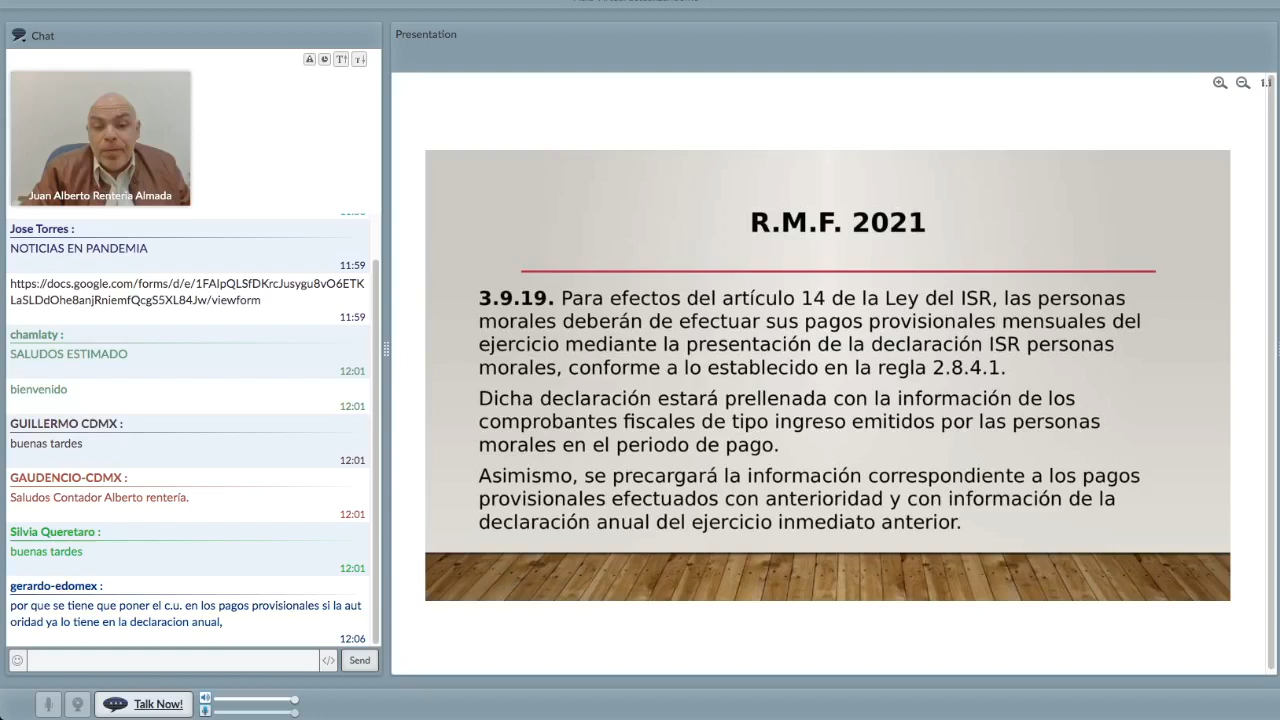 Chat
Presentation
Juan Alberto Renteria Almada
Jose Torres :
NOTICIAS EN PANDEMIA
11:59
https://docs.google.com/forms/d/e/1FAIpQLSfDKrcJusygu8vO6ETK
LaSLDdOhe8anjRniemfQcgS5XL84Jw/viewform
11:59
chamlaty :
SALUDOS ESTIMADO
12:01
bienvenido
12:01
GUILLERMO CDMX :
buenas tardes
12:01
GAUDENCIO-CDMX :
Saludos Contador Alberto rentería.
12:01
Silvia Queretaro :
buenas tardes
12:01
gerardo-edomex :
por que se tiene que poner el c.u. en los pagos provisionales si la aut
oridad ya lo tiene en la declaracion anual,
12:06
Send
Talk Now!
R.M.F. 2021
3.9.19. Para efectos del artículo 14 de la Ley del ISR, las personas
morales deberán de efectuar sus pagos provisionales mensuales del
ejercicio mediante la presentación de la declaración ISR personas
morales, conforme a lo establecido en la regla 2.8.4.1.
Dicha declaración estará prellenada con la información de los
comprobantes fiscales de tipo ingreso emitidos por las personas
morales en el periodo de pago.
Asimismo, se precargará la información correspondiente a los pagos
provisionales efectuados con anterioridad y con información de la
declaración anual del ejercicio inmediato anterior.